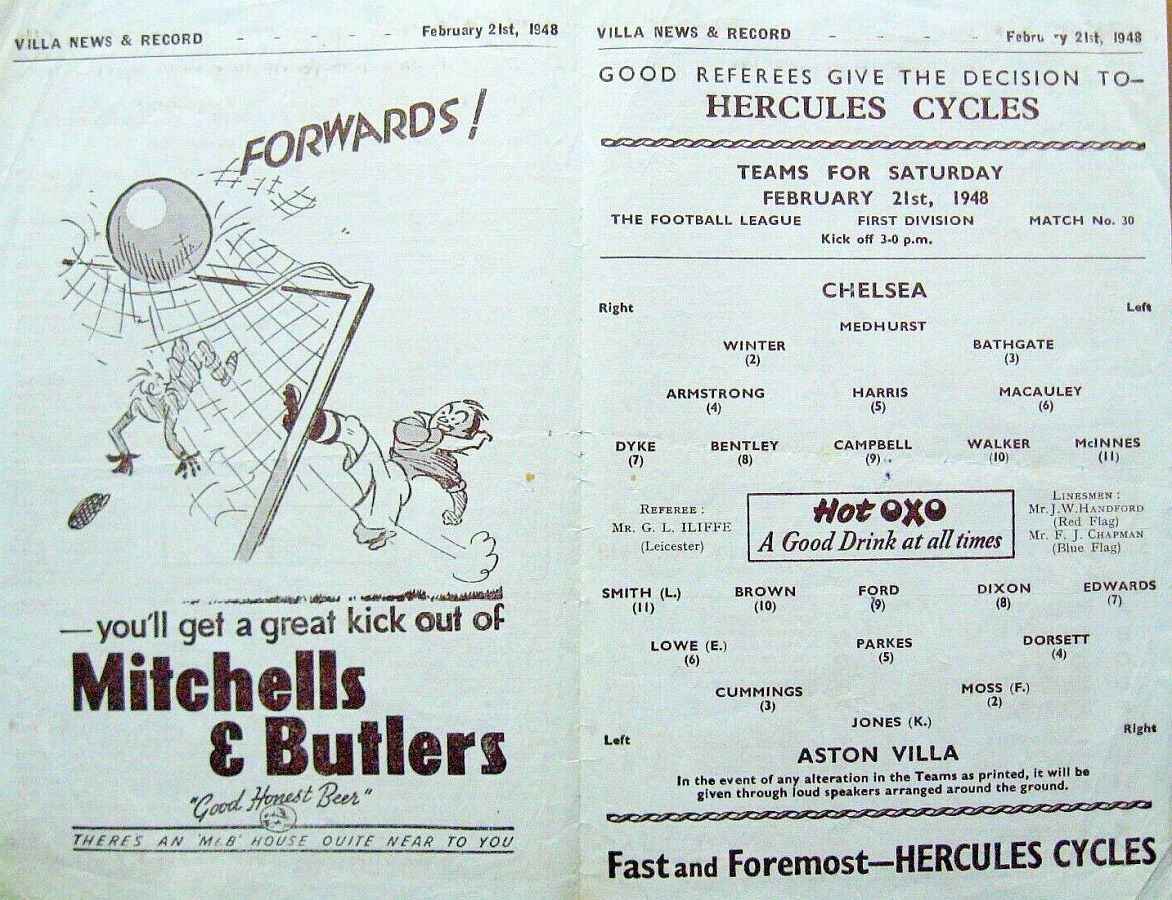 VILLA NEWS & RECORD - - - - February 21st, 1948
FORWARDS!
—you'll get a great kick out of
Mitchells
& Butlers
"Good Honest Beer"
THERE'S AN 'M&B' HOUSE QUITE NEAR TO YOU
VILLA NEWS & RECORD - - - - Febru ry 21st, 1948
GOOD REFEREES GIVE THE DECISION TO—
HERCULES CYCLES
TEAMS FOR SATURDAY
FEBRUARY 21st, 1948
THE FOOTBALL LEAGUE FIRST DIVISION MATCH No. 30
Kick off 3-0 p.m.
CHELSEA
Right Left
MEDHURST
WINTER BATHGATE
(2) (3)
ARMSTRONG HARRIS MACAULEY
(4) (5) (6)
DYKE BENTLEY CAMPBELL WALKER McINNES
(7) (8) (9) (10) (11)
REFEREE :
MR. G. L. ILIFFE
(Leicester)
Hot OXO
A Good Drink at all times
LINESMEN :
Mr. J. W. HANDFORD
(Red Flag)
Mr. F. J. CHAPMAN
(Blue Flag)
SMITH (L.) BROWN FORD DIXON EDWARDS
(11) (10) (9) (8) (7)
LOWE (E.) PARKES DORSETT
(6) (5) (4)
CUMMINGS MOSS (F.)
(3) (2)
JONES (K.)
Left Right
ASTON VILLA
In the event of any alteration in the Teams as printed, it will be
given through loud speakers arranged around the ground.
Fast and Foremost—HERCULES CYCLES